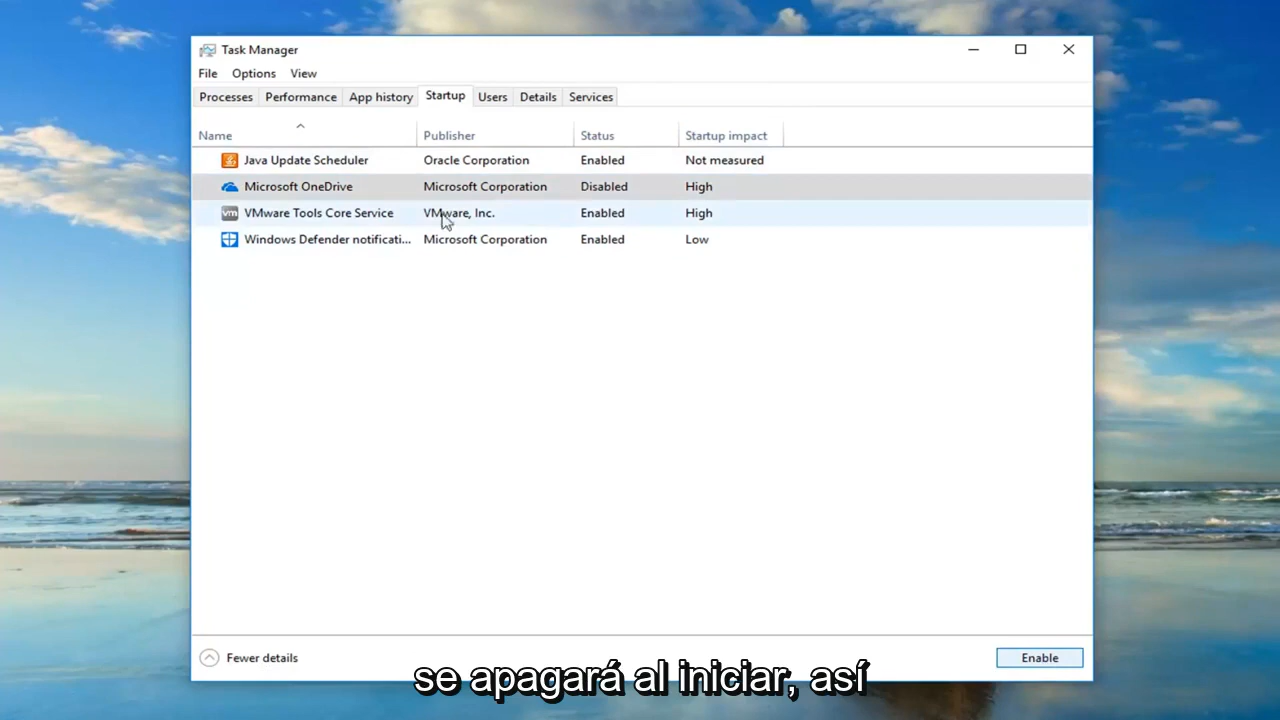 Task Manager
File Options View
Processes Performance App history Startup Users Details Services
Name Publisher Status Startup impact
Java Update Scheduler Oracle Corporation Enabled Not measured
Microsoft OneDrive Microsoft Corporation Disabled High
vm VMware Tools Core Service VMware, Inc. Enabled High
Windows Defender notificati... Microsoft Corporation Enabled Low
Fewer details Enable
se apagará al iniciar, así